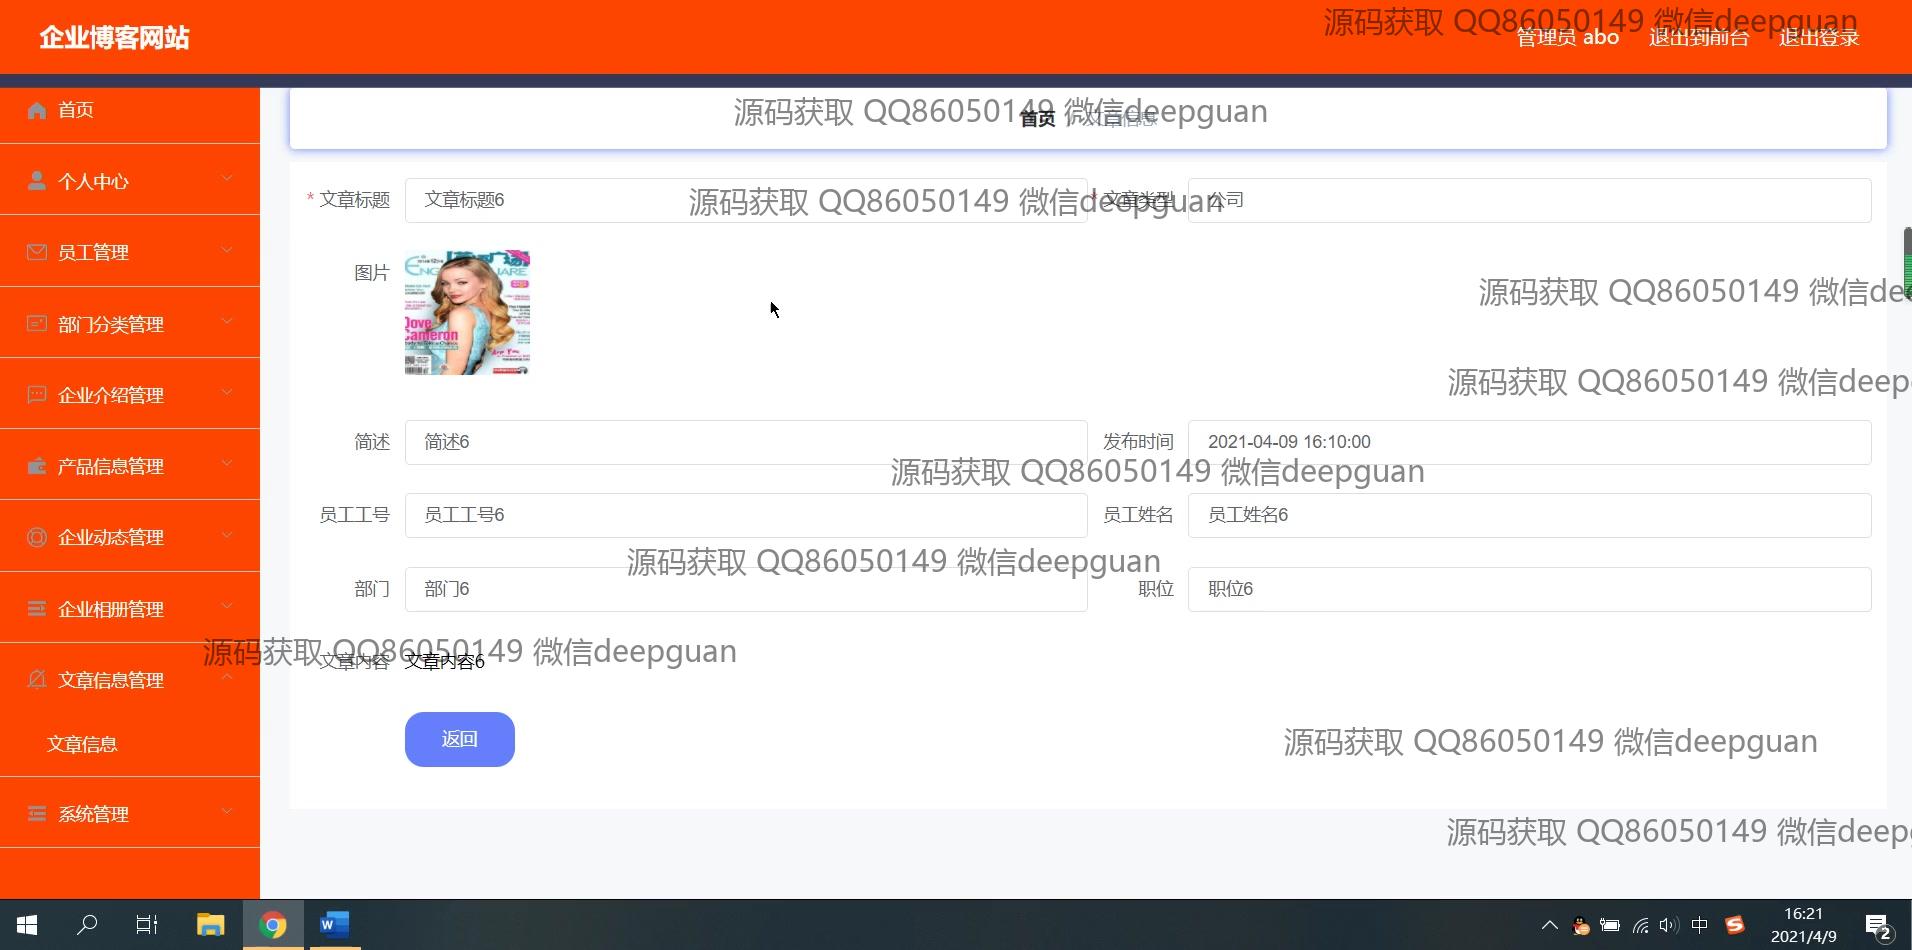 企业博客网站
源码获取 QQ86050149 微信deepguan
管理员 abo 退出到前台 退出登录
首页
个人中心
员工管理
部门分类管理
企业介绍管理
产品信息管理
企业动态管理
企业相册管理
文章信息管理
文章信息
系统管理
源码获取 QQ86050149 微信deepguan
首页 / 文章信息
* 文章标题 文章标题6
源码获取 QQ86050149 微信deepguan
* 文章类型 公司
图片
Dove
Cameron
源码获取 QQ86050149 微信de
源码获取 QQ86050149 微信deep
简述 简述6
发布时间 2021-04-09 16:10:00
源码获取 QQ86050149 微信deepguan
员工工号 员工工号6
员工姓名 员工姓名6
源码获取 QQ86050149 微信deepguan
部门 部门6
职位 职位6
源码获取 QQ86050149 微信deepguan
文章内容 文章内容6
返回
源码获取 QQ86050149 微信deepguan
源码获取 QQ86050149 微信deep
中
16:21
2021/4/9
2